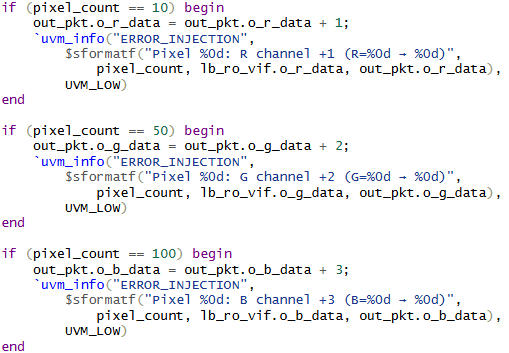 if (pixel_count == 10) begin
    out_pkt.o_r_data = out_pkt.o_r_data + 1;
    `uvm_info("ERROR_INJECTION",
        $sformatf("Pixel %0d: R channel +1 (R=%0d → %0d)",
            pixel_count, lb_ro_vif.o_r_data, out_pkt.o_r_data),
        UVM_LOW)
end
if (pixel_count == 50) begin
    out_pkt.o_g_data = out_pkt.o_g_data + 2;
    `uvm_info("ERROR_INJECTION",
        $sformatf("Pixel %0d: G channel +2 (G=%0d → %0d)",
            pixel_count, lb_ro_vif.o_g_data, out_pkt.o_g_data),
        UVM_LOW)
end
if (pixel_count == 100) begin
    out_pkt.o_b_data = out_pkt.o_b_data + 3;
    `uvm_info("ERROR_INJECTION",
        $sformatf("Pixel %0d: B channel +3 (B=%0d → %0d)",
            pixel_count, lb_ro_vif.o_b_data, out_pkt.o_b_data),
        UVM_LOW)
end